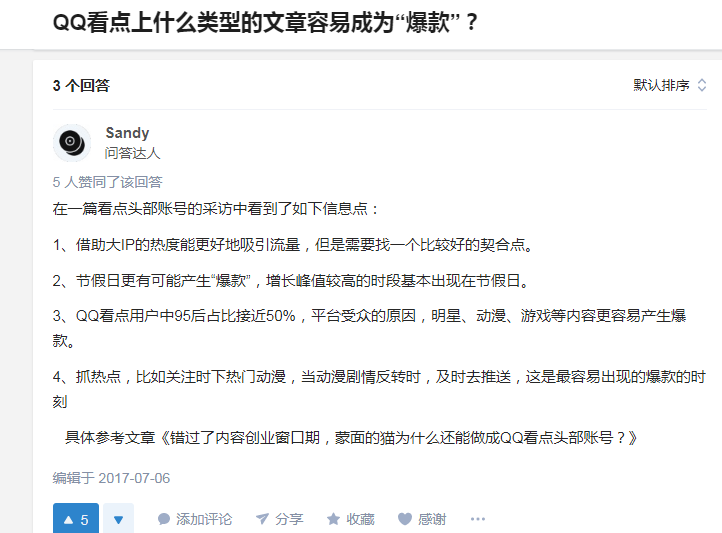 QQ看点上什么类型的文章容易成为“爆款”？
3 个回答
默认排序
Sandy
问答达人
5 人赞同了该回答
在一篇看点头部账号的采访中看到了如下信息点：
1、借助大IP的热度能更好地吸引流量，但是需要找一个比较好的契合点。
2、节假日更有可能产生“爆款”，增长峰值较高的时段基本出现在节假日。
3、QQ看点用户中95后占比接近50%，平台受众的原因，明星、动漫、游戏等内容更容易产生爆
款。
4、抓热点，比如关注时下热门动漫，当动漫剧情反转时，及时去推送，这是最容易出现的爆款的时
刻
具体参考文章《错过了内容创业窗口期，蒙面的猫为什么还能做成QQ看点头部账号？》
编辑于 2017-07-06
5 添加评论 分享 收藏 感谢